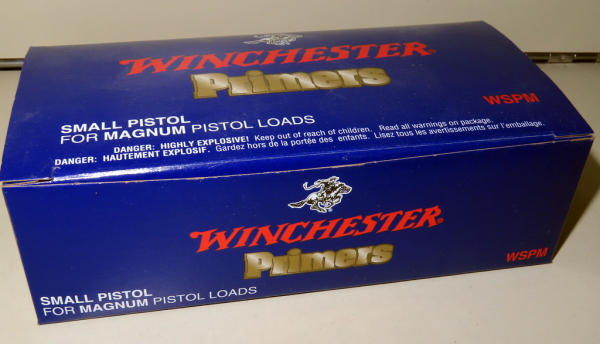 WINCHESTER
Primers
WSPM
SMALL PISTOL
FOR MAGNUM PISTOL LOADS
DANGER: HIGHLY EXPLOSIVE! Keep out of reach of children. Read all warnings on package.
DANGER: HAUTEMENT EXPLOSIF. Gardez hors de la portée des enfants. Lisez tous les avertissements sur l'emballage.
WINCHESTER
Primers
WSPM
SMALL PISTOL
FOR MAGNUM PISTOL LOADS